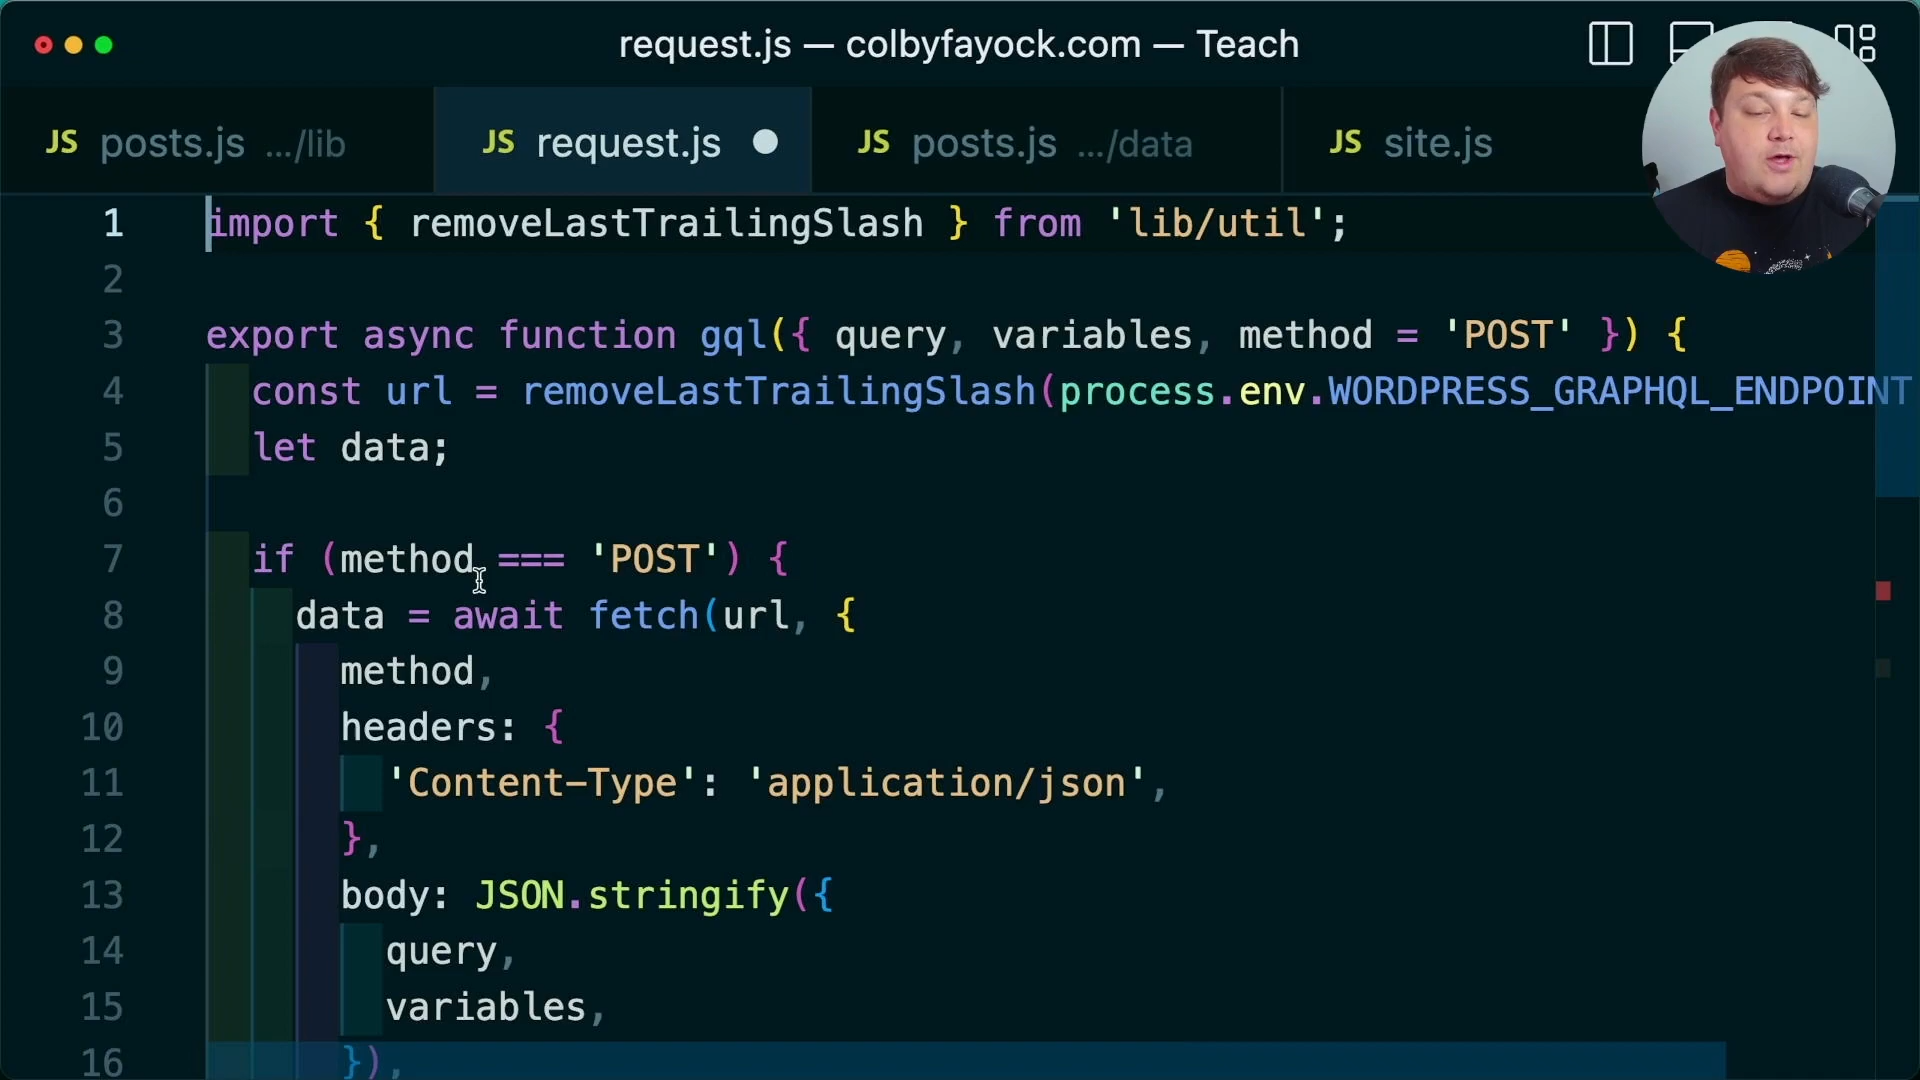 request.js — colbyfayock.com — Teach
JS posts.js .../lib
JS request.js
JS posts.js .../data
JS site.js
1 import { removeLastTrailingSlash } from 'lib/util';
2
3 export async function gql({ query, variables, method = 'POST' }) {
4 const url = removeLastTrailingSlash(process.env.WORDPRESS_GRAPHQL_ENDPOINT
5 let data;
6
7 if (method === 'POST') {
8 data = await fetch(url, {
9 method,
10 headers: {
11 'Content-Type': 'application/json',
12 },
13 body: JSON.stringify({
14 query,
15 variables,
16 }),